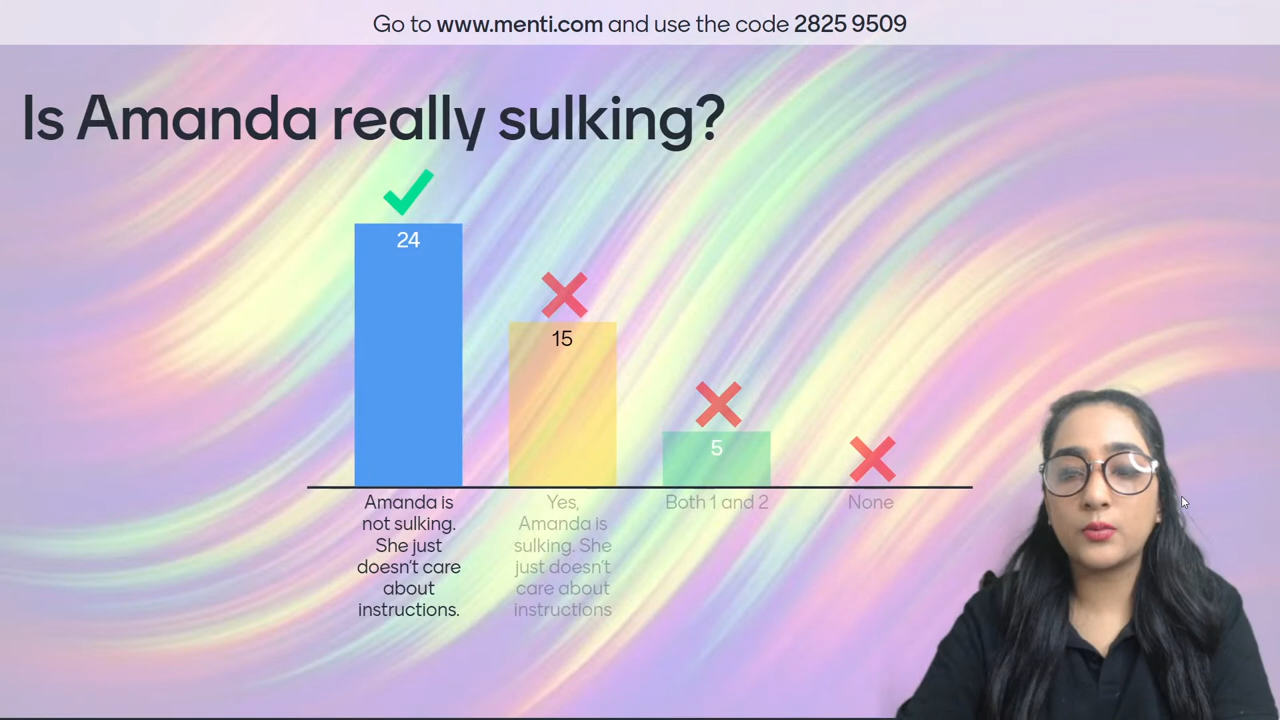 Go to www.menti.com and use the code 2825 9509
Is Amanda really sulking?
24
15
5
Amanda is
not sulking.
She just
doesn't care
about
instructions.
Yes,
Amanda is
sulking. She
just doesn't
care about
instructions
Both 1 and 2
None